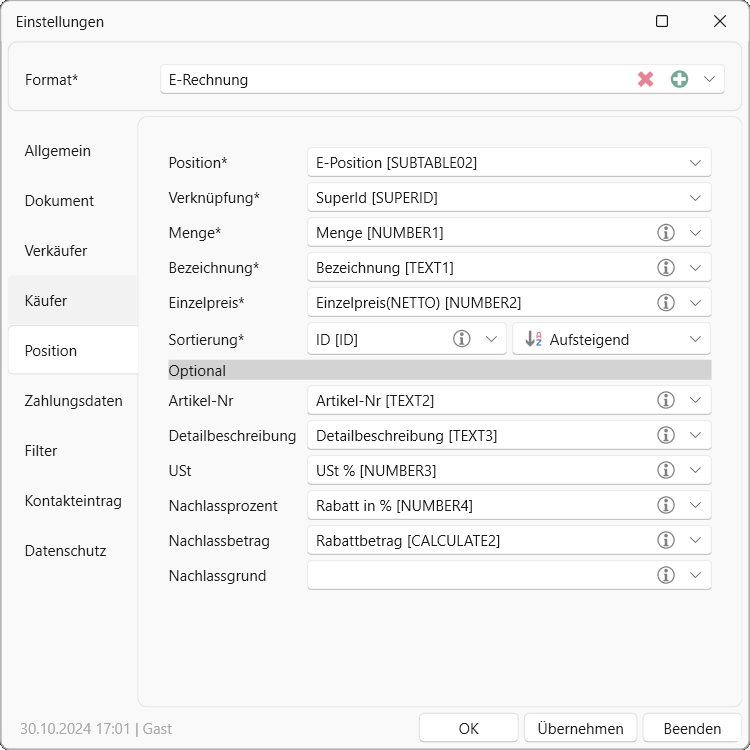 Einstellungen
Format* E-Rechnung
Allgemein
Dokument
Verkäufer
Käufer
Position
Zahlungsdaten
Filter
Kontakteintrag
Datenschutz
Position* E-Position [SUBTABLE02]
Verknüpfung* SuperId [SUPERID]
Menge* Menge [NUMBER1]
Bezeichnung* Bezeichnung [TEXT1]
Einzelpreis* Einzelpreis(NETTO) [NUMBER2]
Sortierung* ID [ID] Aufsteigend
Optional
Artikel-Nr Artikel-Nr [TEXT2]
Detailbeschreibung Detailbeschreibung [TEXT3]
USt USt % [NUMBER3]
Nachlassprozent Rabatt in % [NUMBER4]
Nachlassbetrag Rabattbetrag [CALCULATE2]
Nachlassgrund
30.10.2024 17:01 | Gast OK Übernehmen Beenden